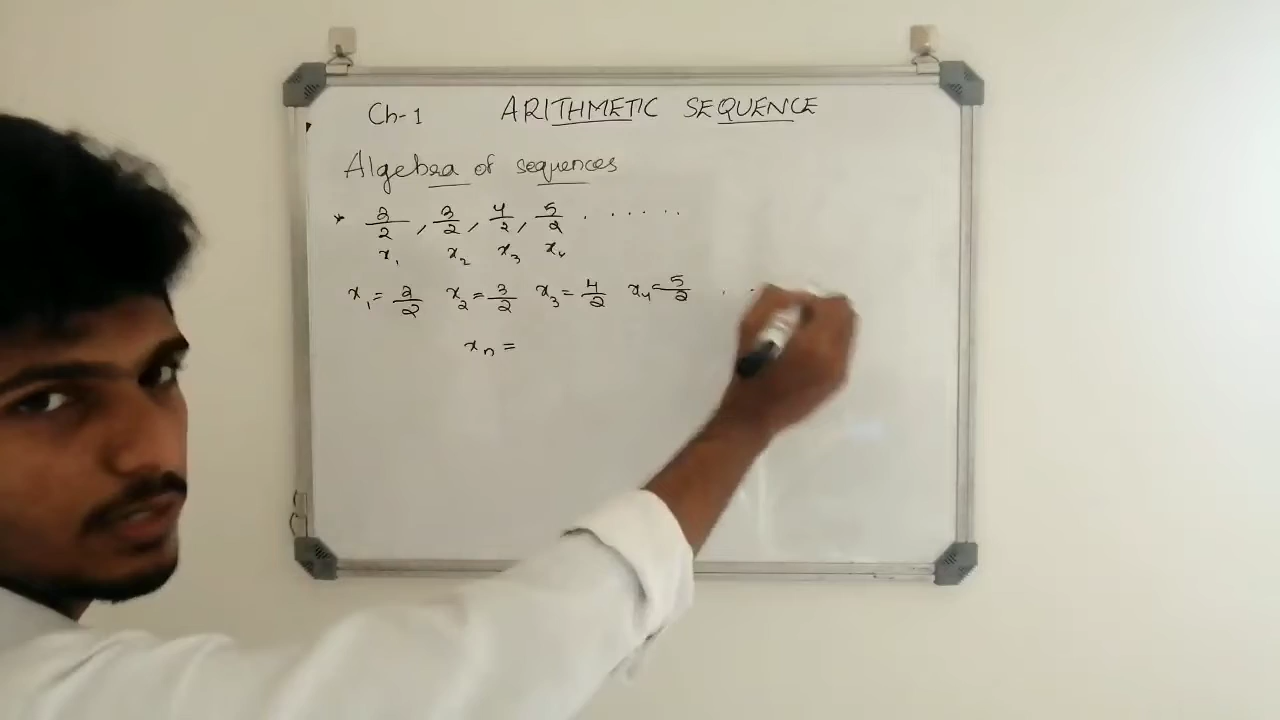 Ch-1 ARITHMETIC SEQUENCE
Algebra of sequences
* 2/2, 3/2, 4/2, 5/2 . . . . . .
x₁ x₂ x₃ x₄
x₁ = 2/2 x₂ = 3/2 x₃ = 4/2 x₄ = 5/2 . .
xₙ =